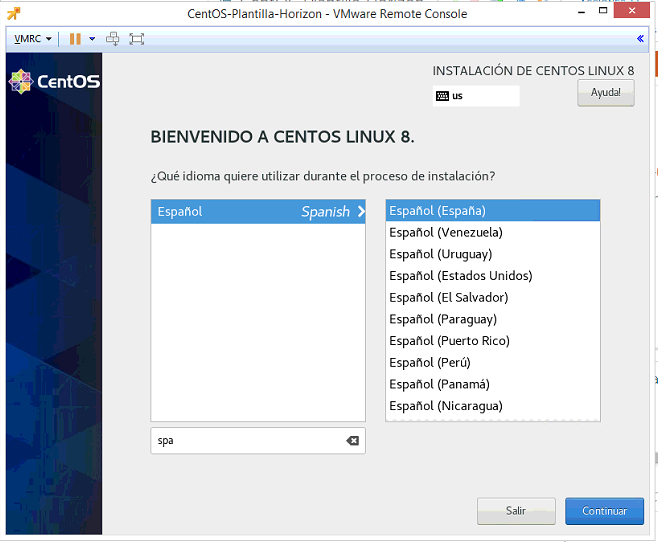 CentOS-Plantilla-Horizon - VMware Remote Console
VMRC
CentOS
INSTALACIÓN DE CENTOS LINUX 8
us
Ayuda!
BIENVENIDO A CENTOS LINUX 8.
¿Qué idioma quiere utilizar durante el proceso de instalación?
Español Spanish
Español (España)
Español (Venezuela)
Español (Uruguay)
Español (Estados Unidos)
Español (El Salvador)
Español (Paraguay)
Español (Puerto Rico)
Español (Perú)
Español (Panamá)
Español (Nicaragua)
spa
Salir
Continuar